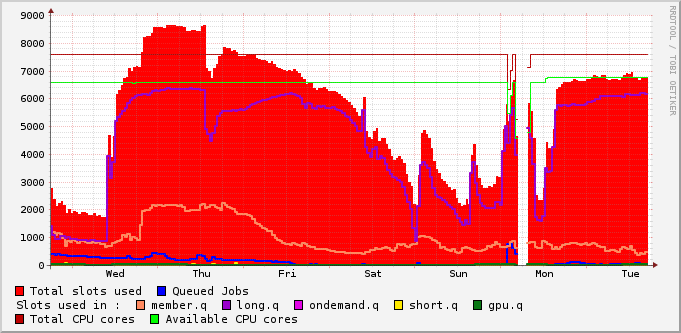 9000
8000
7000
6000
5000
4000
3000
2000
1000
0
Wed Thu Fri Sat Sun Mon Tue
RRDTOOL / TOBI OETIKER
Total slots used Queued Jobs
Slots used in : member.q long.q ondemand.q short.q gpu.q
Total CPU cores Available CPU cores